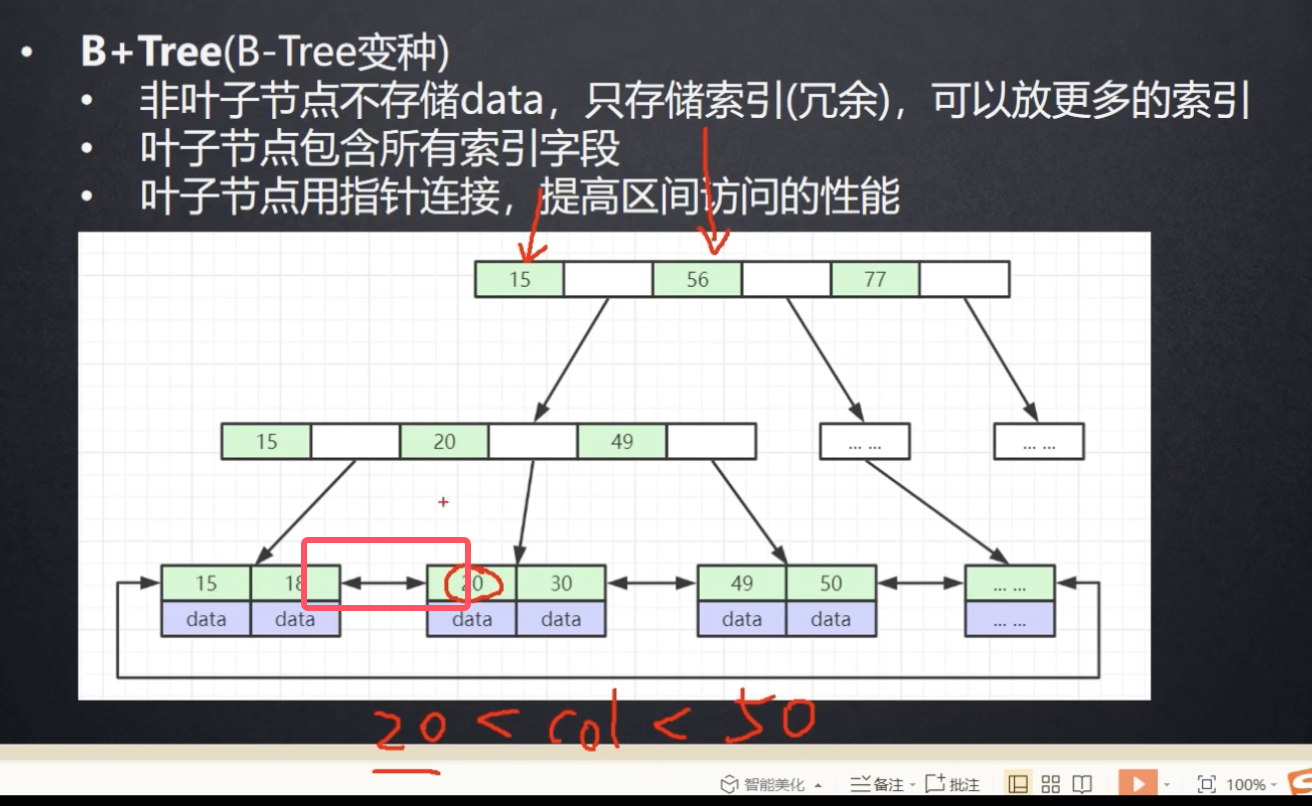 • B+Tree(B-Tree变种)
• 非叶子节点不存储data，只存储索引(冗余)，可以放更多的索引
• 叶子节点包含所有索引字段
• 叶子节点用指针连接，提高区间访问的性能
15 56 77
15 20 49 ... ... ... ...
15 18 20 30 49 50 ... ...
data data data data data data ... ...
20 < col < 50
智能美化 备注 批注 100%